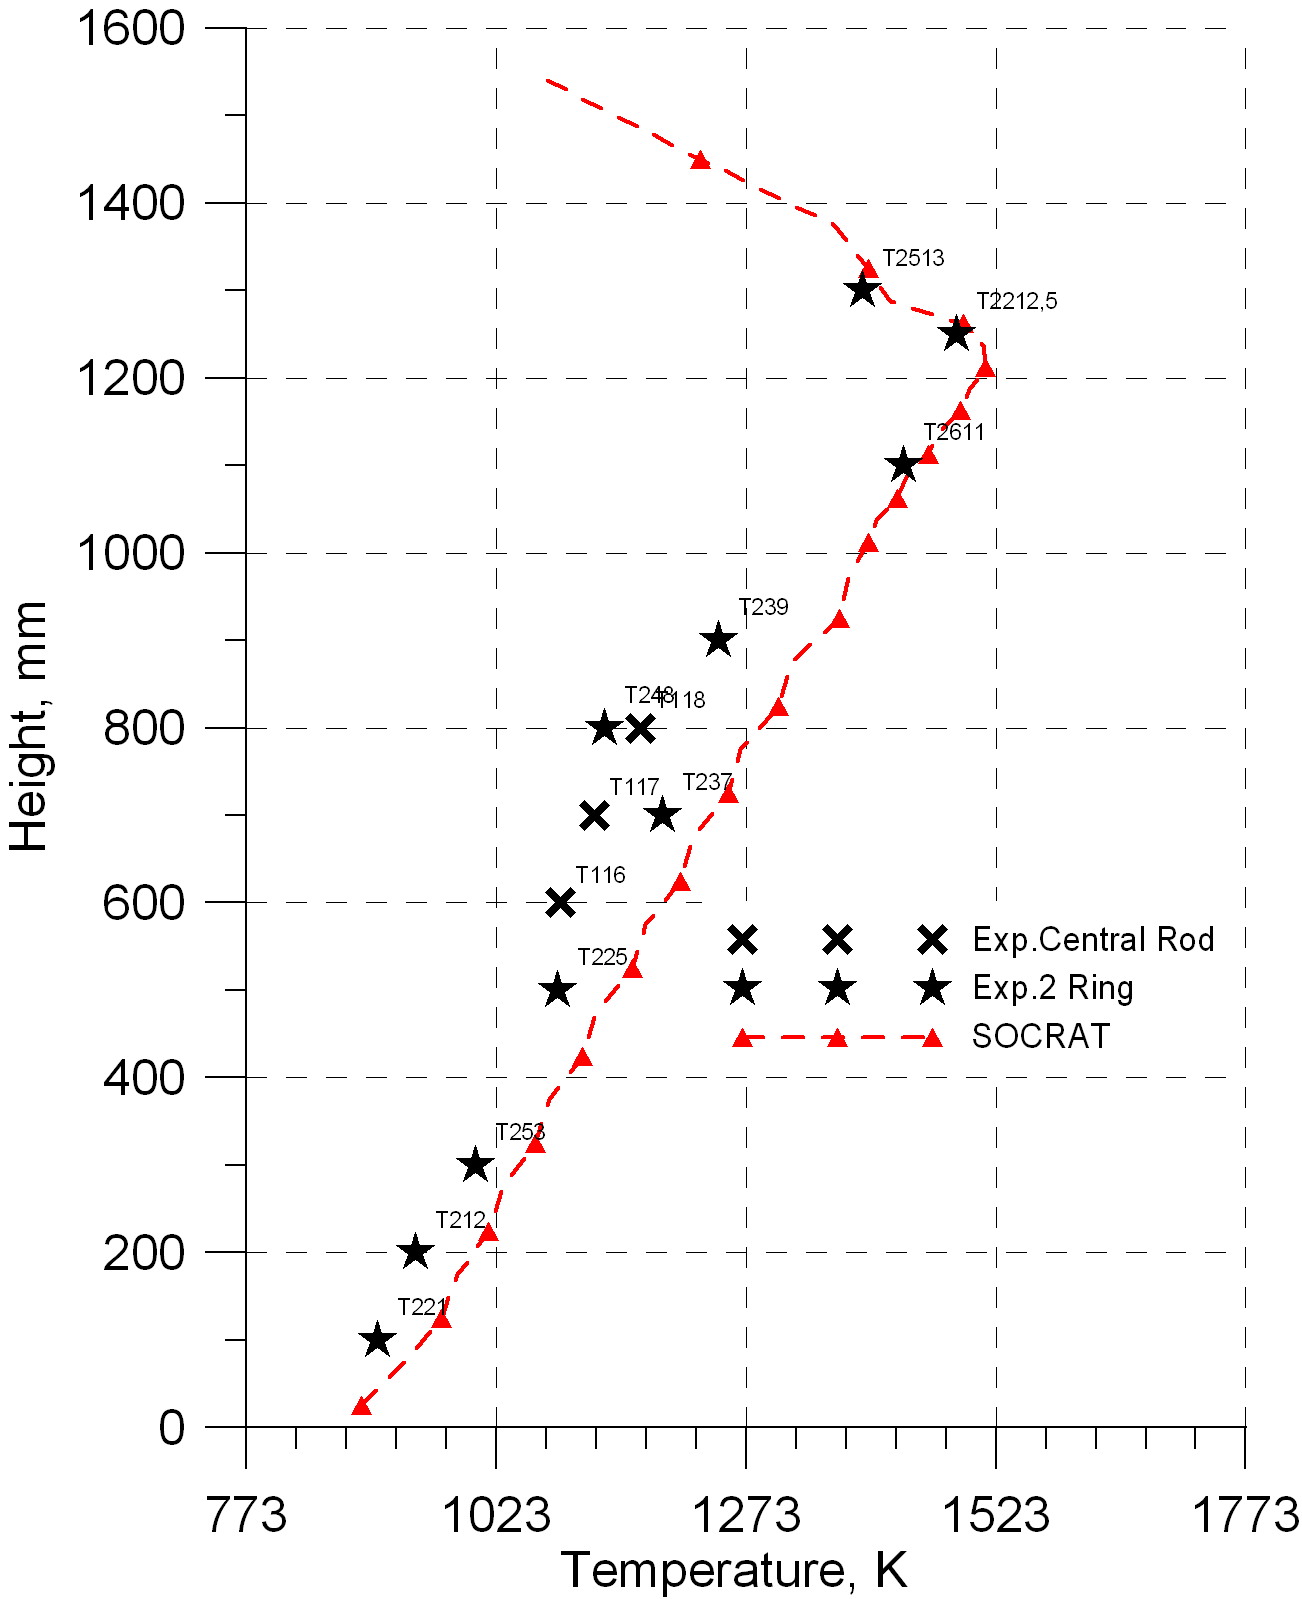 1600
1400
T2513
T2212,5
1200
T2611
1000
T239
T248
T118
800
T117
T237
T116
600
Exp.Central Rod
T225
Exp.2 Ring
SOCRAT
400
T253
T212
200
T221
0
773 1023 1273 1523 1773
Temperature, K
Height, mm